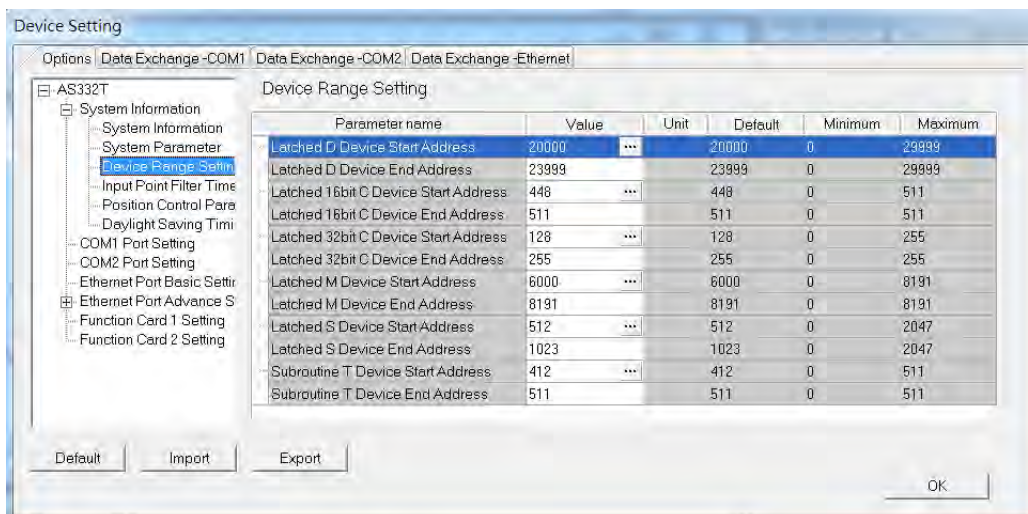 Device Setting
Options Data Exchange -COM1 Data Exchange -COM2 Data Exchange -Ethernet
AS332T
System Information
System Information
System Parameter
Device Range Settin
Input Point Filter Time
Position Control Para
Daylight Saving Timi
COM1 Port Setting
COM2 Port Setting
Ethernet Port Basic Settin
Ethernet Port Advance S
Function Card 1 Setting
Function Card 2 Setting
Device Range Setting
Parameter name Value Unit Default Minimum Maximum
Latched D Device Start Address 20000 ... 20000 0 29999
Latched D Device End Address 23999 23999 0 29999
Latched 16bit C Device Start Address 448 ... 448 0 511
Latched 16bit C Device End Address 511 511 0 511
Latched 32bit C Device Start Address 128 ... 128 0 255
Latched 32bit C Device End Address 255 255 0 255
Latched M Device Start Address 6000 ... 6000 0 8191
Latched M Device End Address 8191 8191 0 8191
Latched S Device Start Address 512 ... 512 0 2047
Latched S Device End Address 1023 1023 0 2047
Subroutine T Device Start Address 412 ... 412 0 511
Subroutine T Device End Address 511 511 0 511
Default Import Export
OK